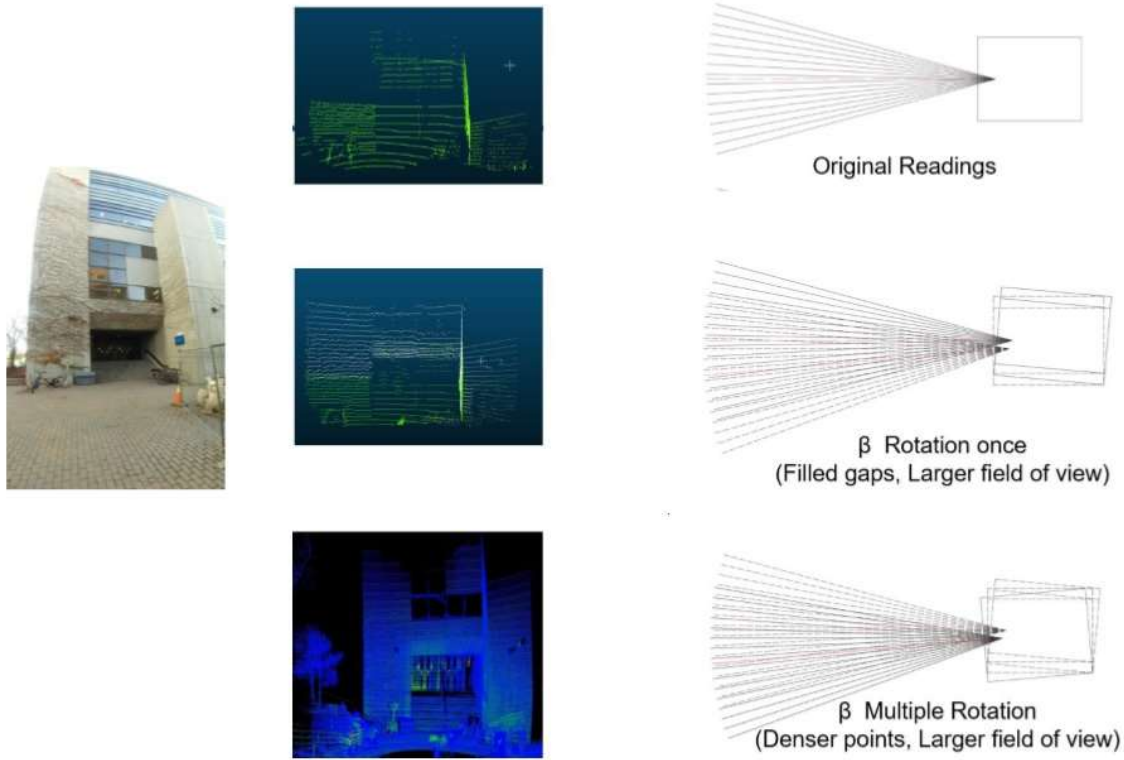 Original Readings
β Rotation once
(Filled gaps, Larger field of view)
β Multiple Rotation
(Denser points, Larger field of view)